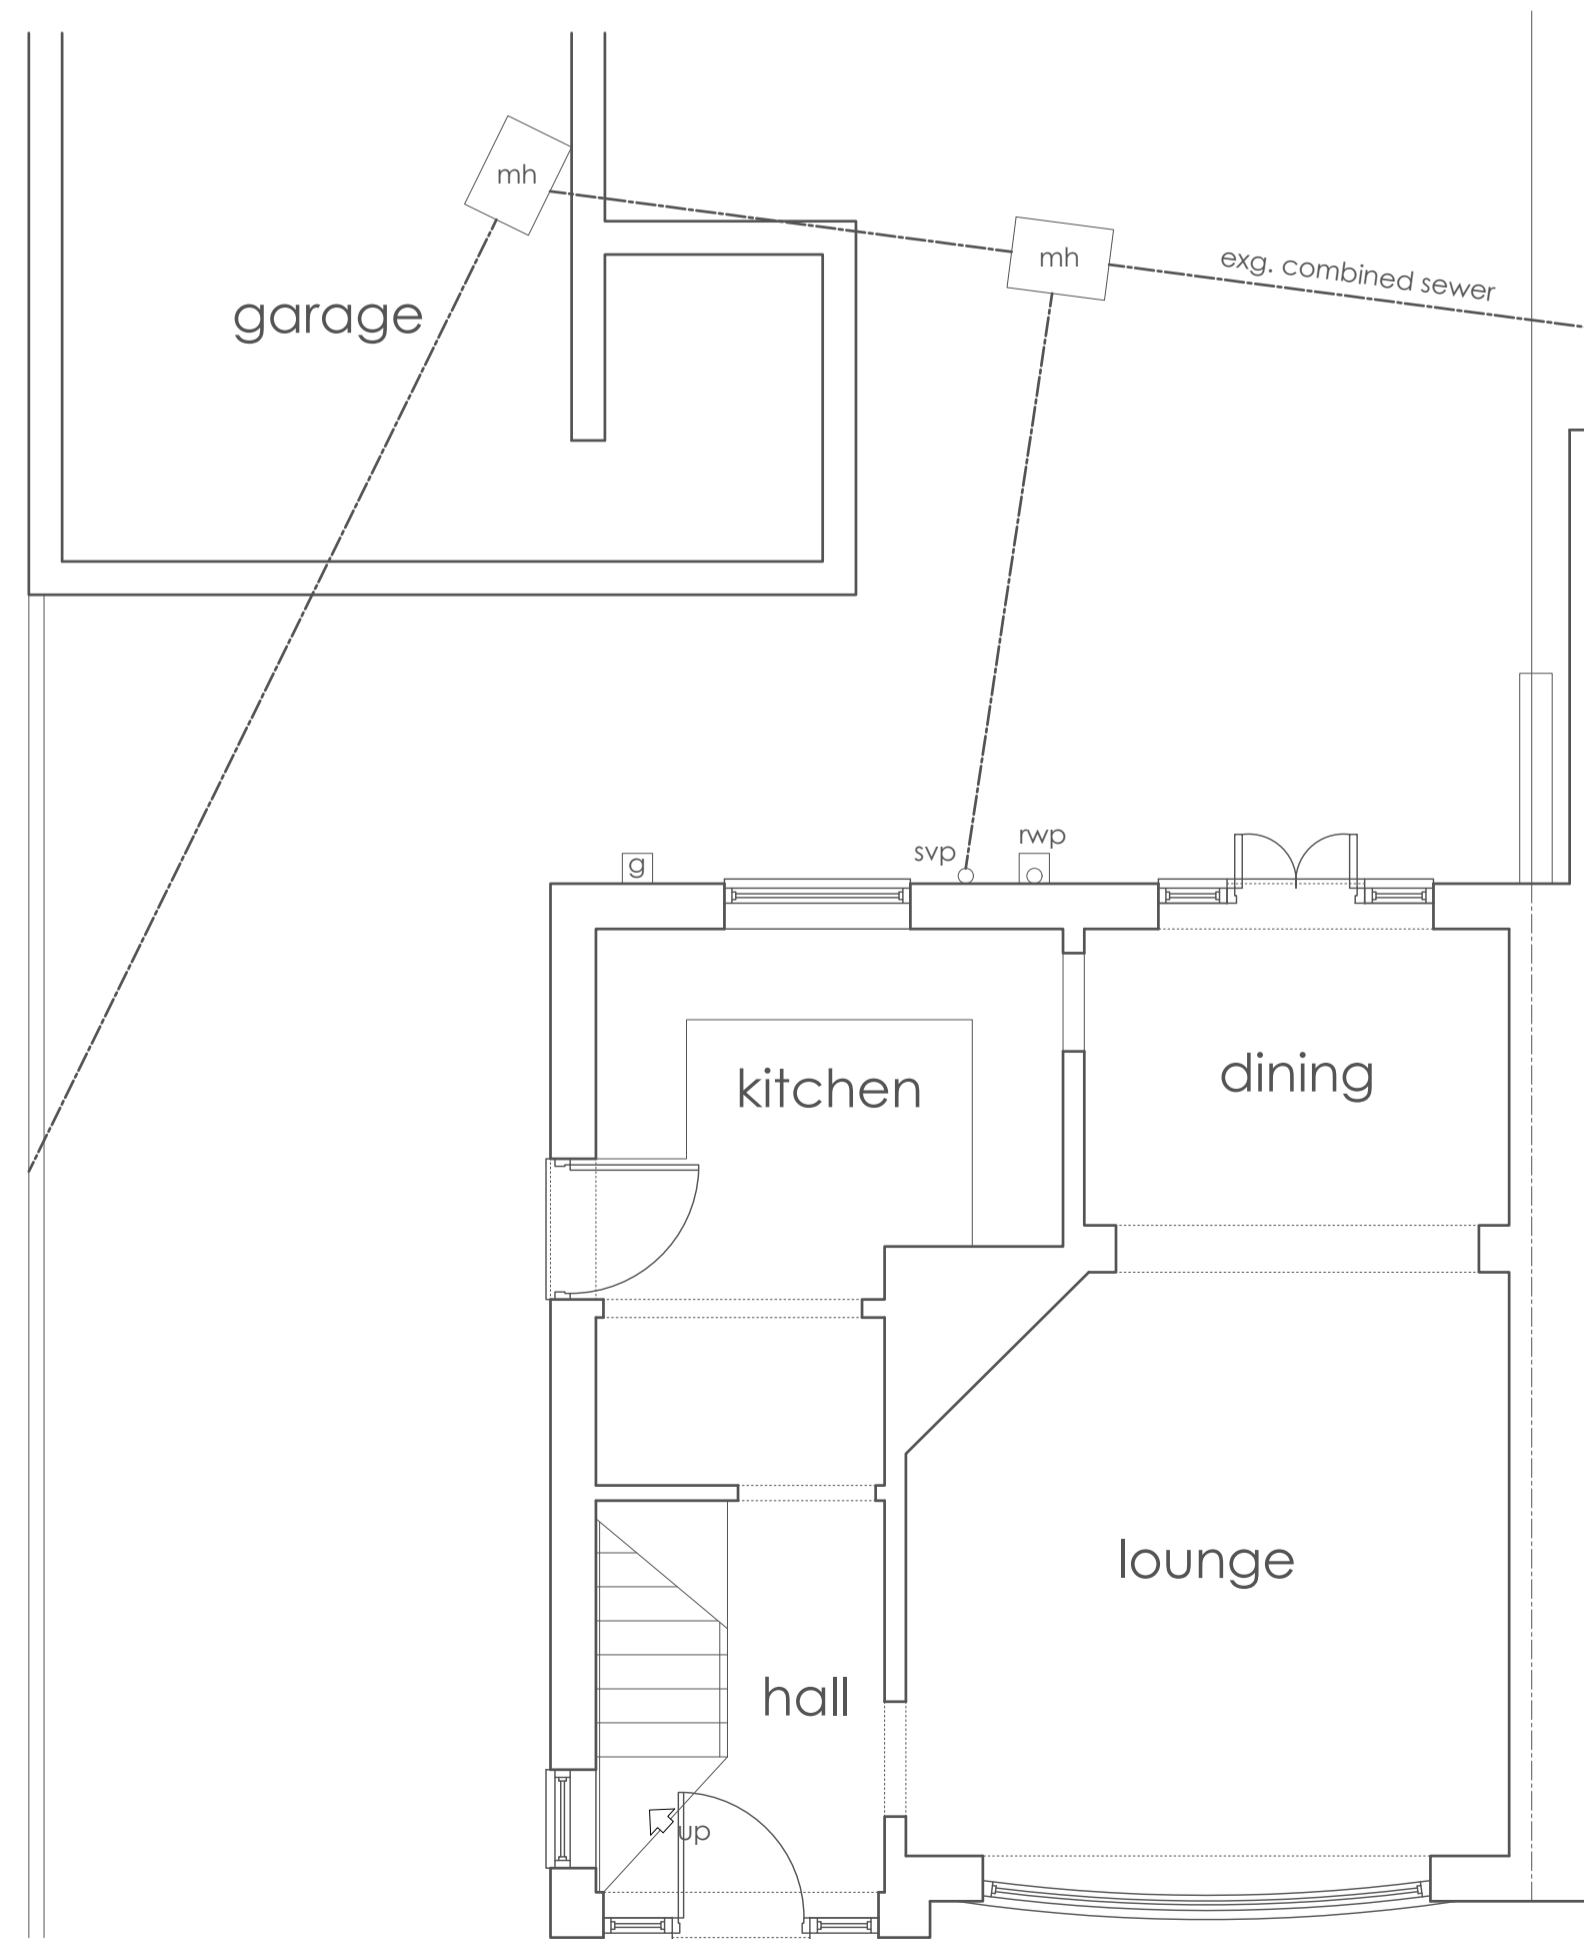 mh
mh
exg. combined sewer
garage
rwp
svp
g
kitchen
dining
lounge
hall
up